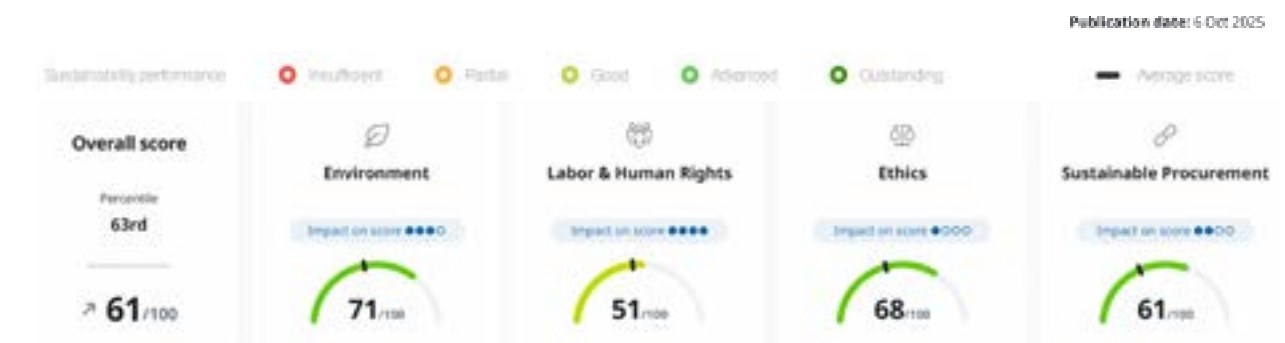 Publication date: 6 Oct 2025
Sustainability performance Insufficient Partial Good Advanced Outstanding Average score
Overall score
Percentile
63rd
61/100
Environment
Impact on score
71/100
Labor & Human Rights
Impact on score
51/100
Ethics
Impact on score
68/100
Sustainable Procurement
Impact on score
61/100